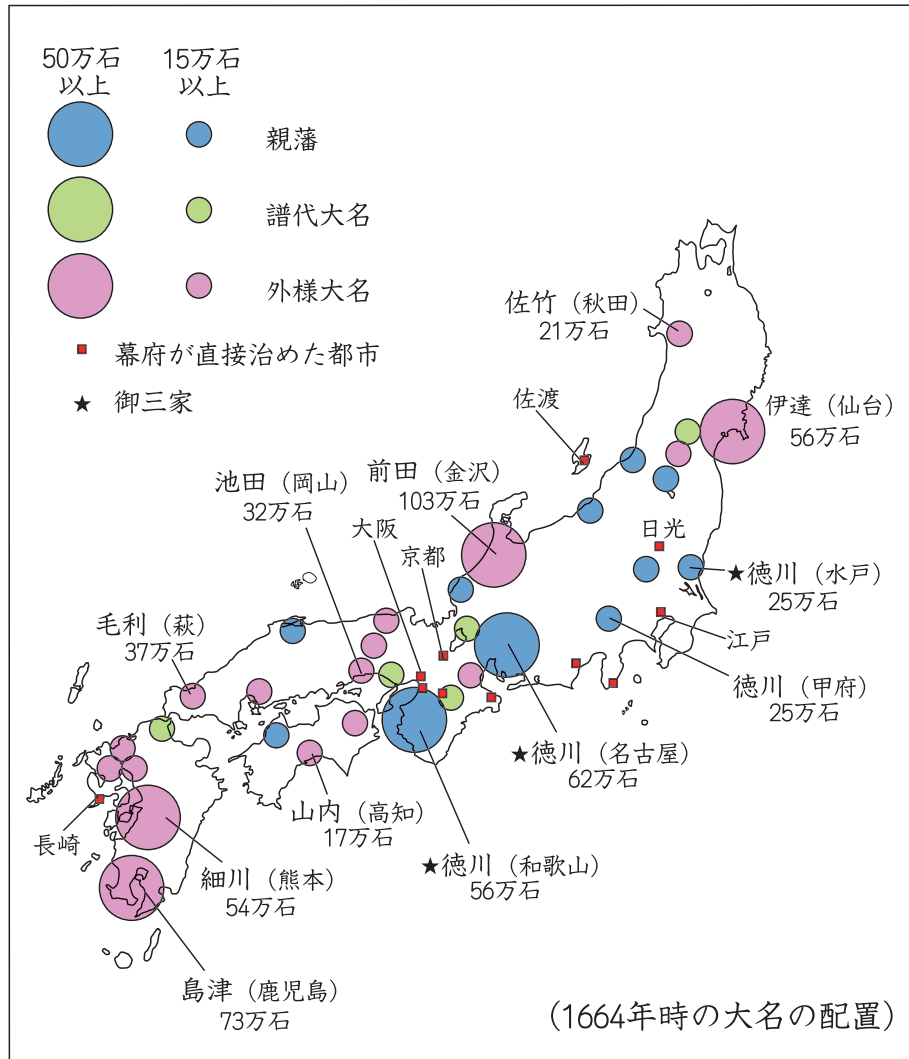 50万石
以上
15万石
以上
親藩
譜代大名
外様大名
幕府が直接治めた都市
★ 御三家
佐竹（秋田）
21万石
佐渡
伊達（仙台）
56万石
前田（金沢）
103万石
池田（岡山）
32万石
大阪
京都
日光
★徳川（水戸）
25万石
毛利（萩）
37万石
江戸
徳川（甲府）
25万石
★徳川（名古屋）
62万石
山内（高知）
17万石
長崎
★徳川（和歌山）
56万石
細川（熊本）
54万石
島津（鹿児島）
73万石
（1664年時の大名の配置）